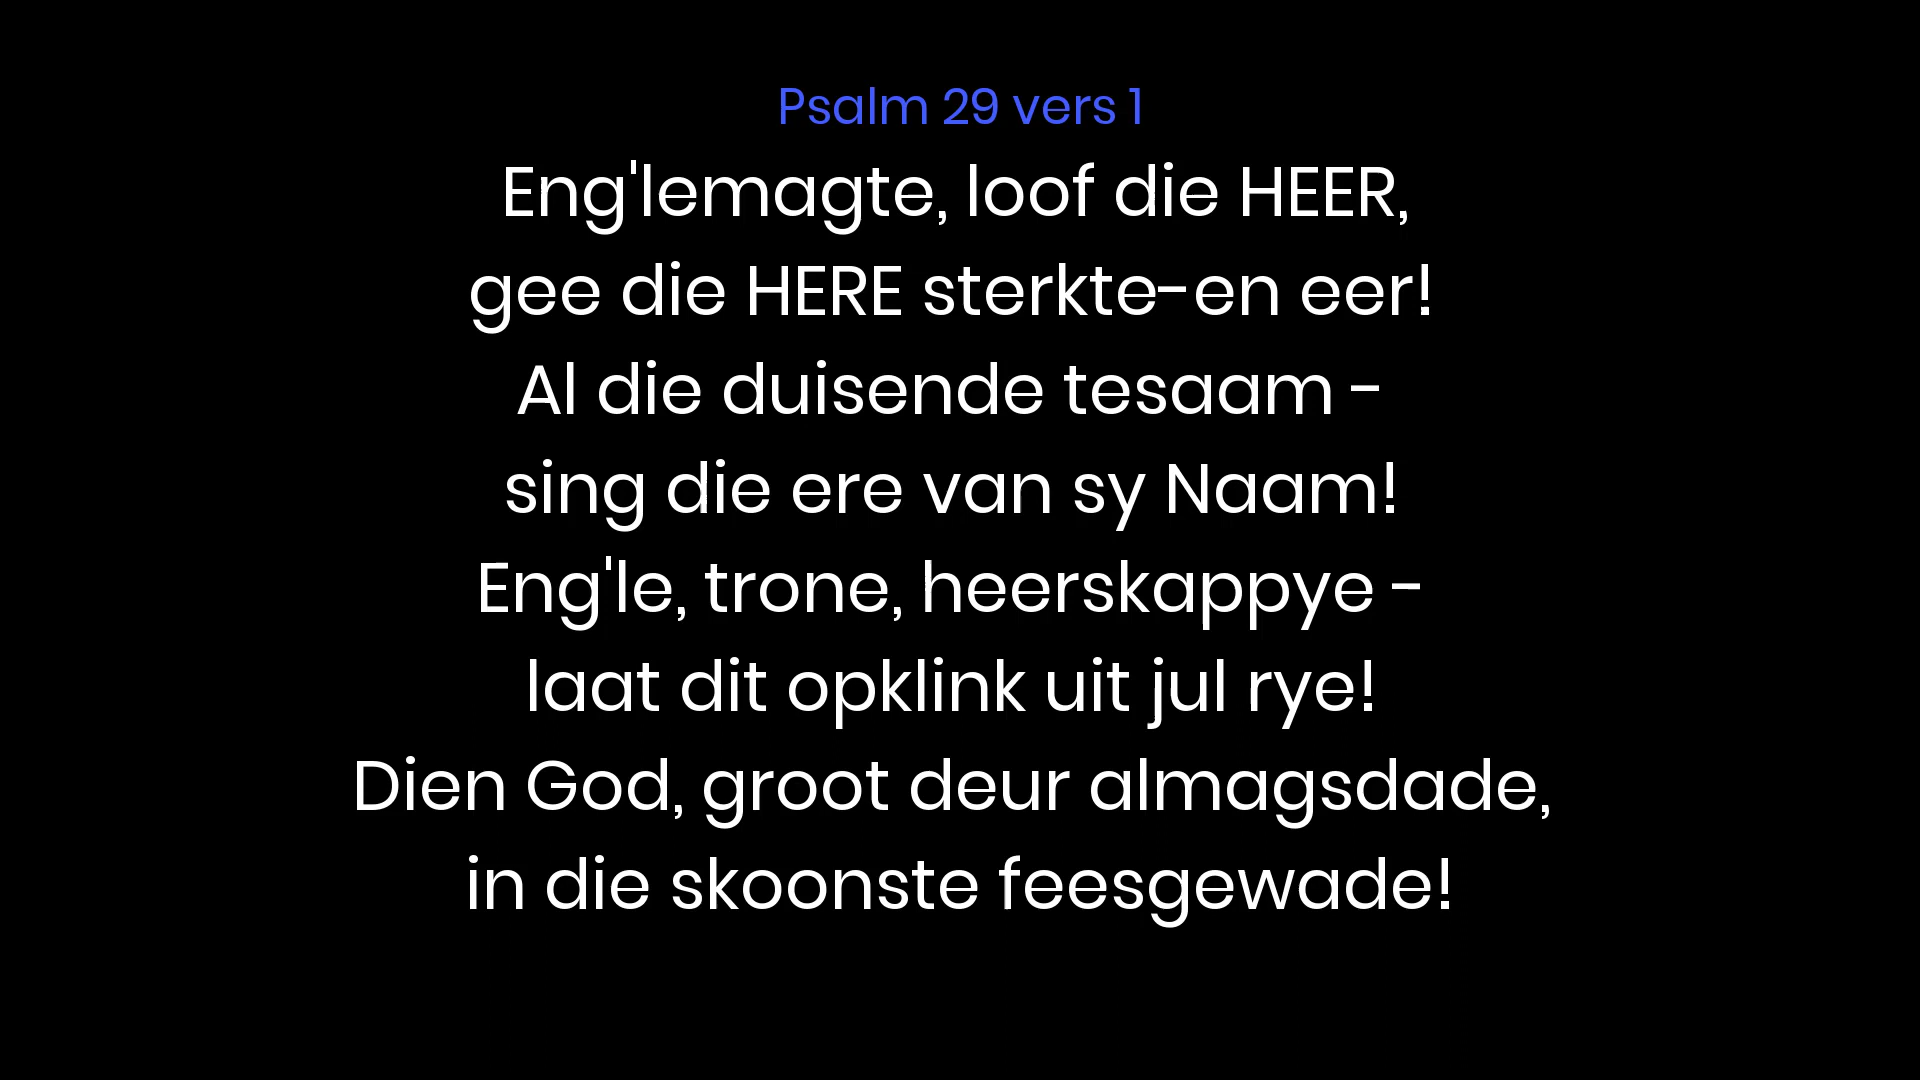 Psalm 29 vers 1
Eng'lemagte, loof die HEER,
gee die HERE sterkte-en eer!
Al die duisende tesaam -
sing die ere van sy Naam!
Eng'le, trone, heerskappye -
laat dit opklink uit jul rye!
Dien God, groot deur almagsdade,
in die skoonste feesgewade!